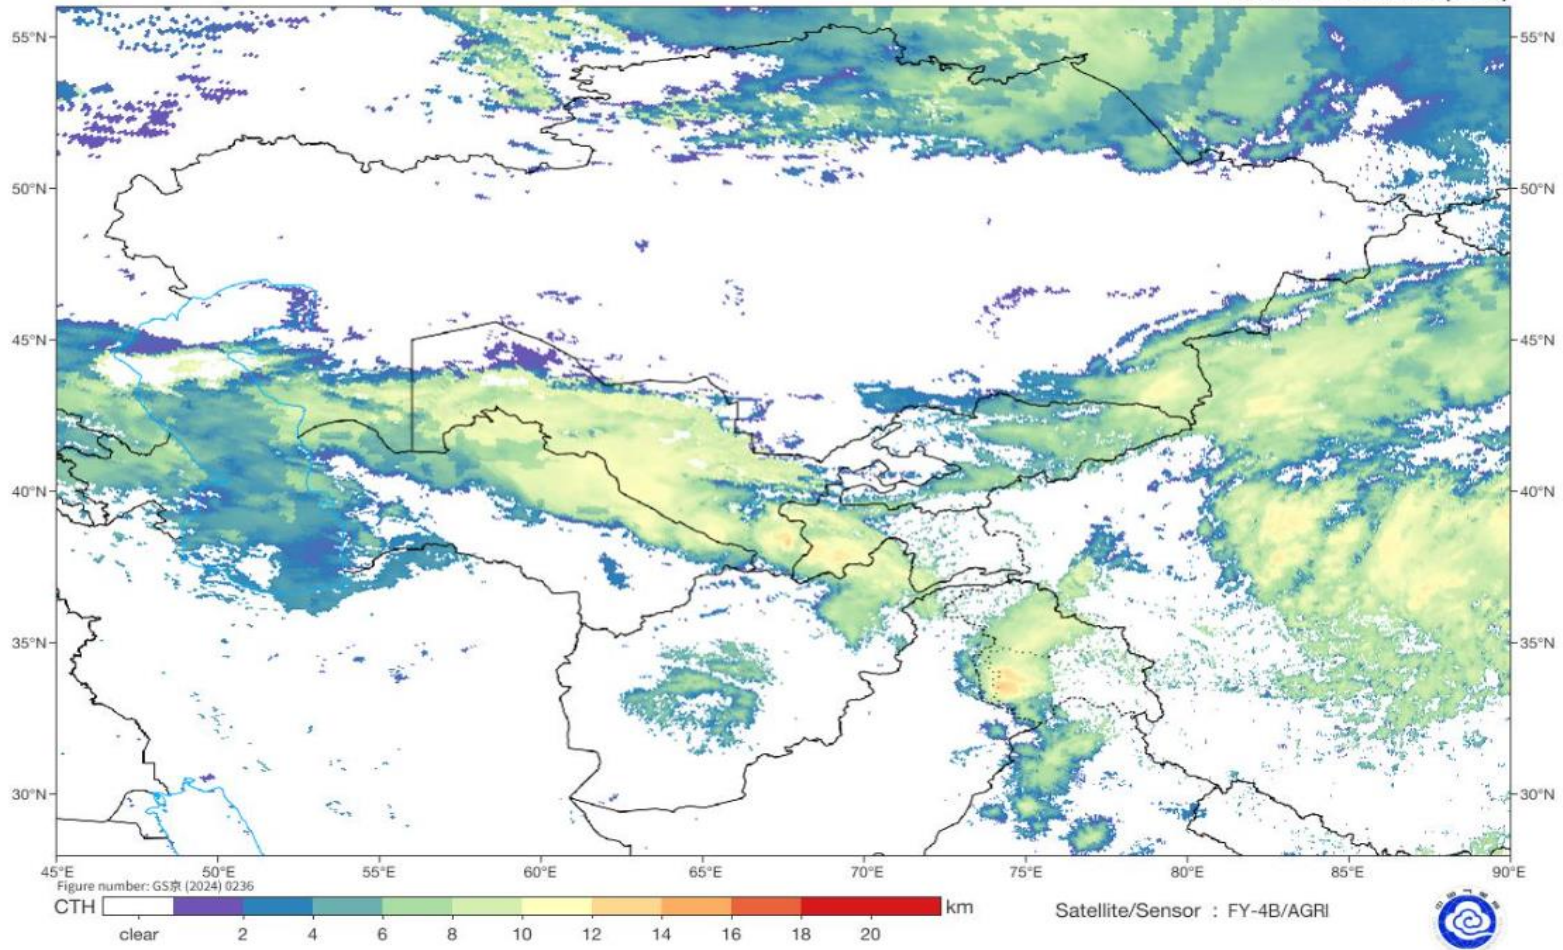 55°N 55°N
50°N 50°N
45°N 45°N
40°N 40°N
35°N 35°N
30°N 30°N
45°E 50°E 55°E 60°E 65°E 70°E 75°E 80°E 85°E 90°E
Figure number: GS京 (2024) 0236
CTH km Satellite/Sensor : FY-4B/AGRI
clear 2 4 6 8 10 12 14 16 18 20